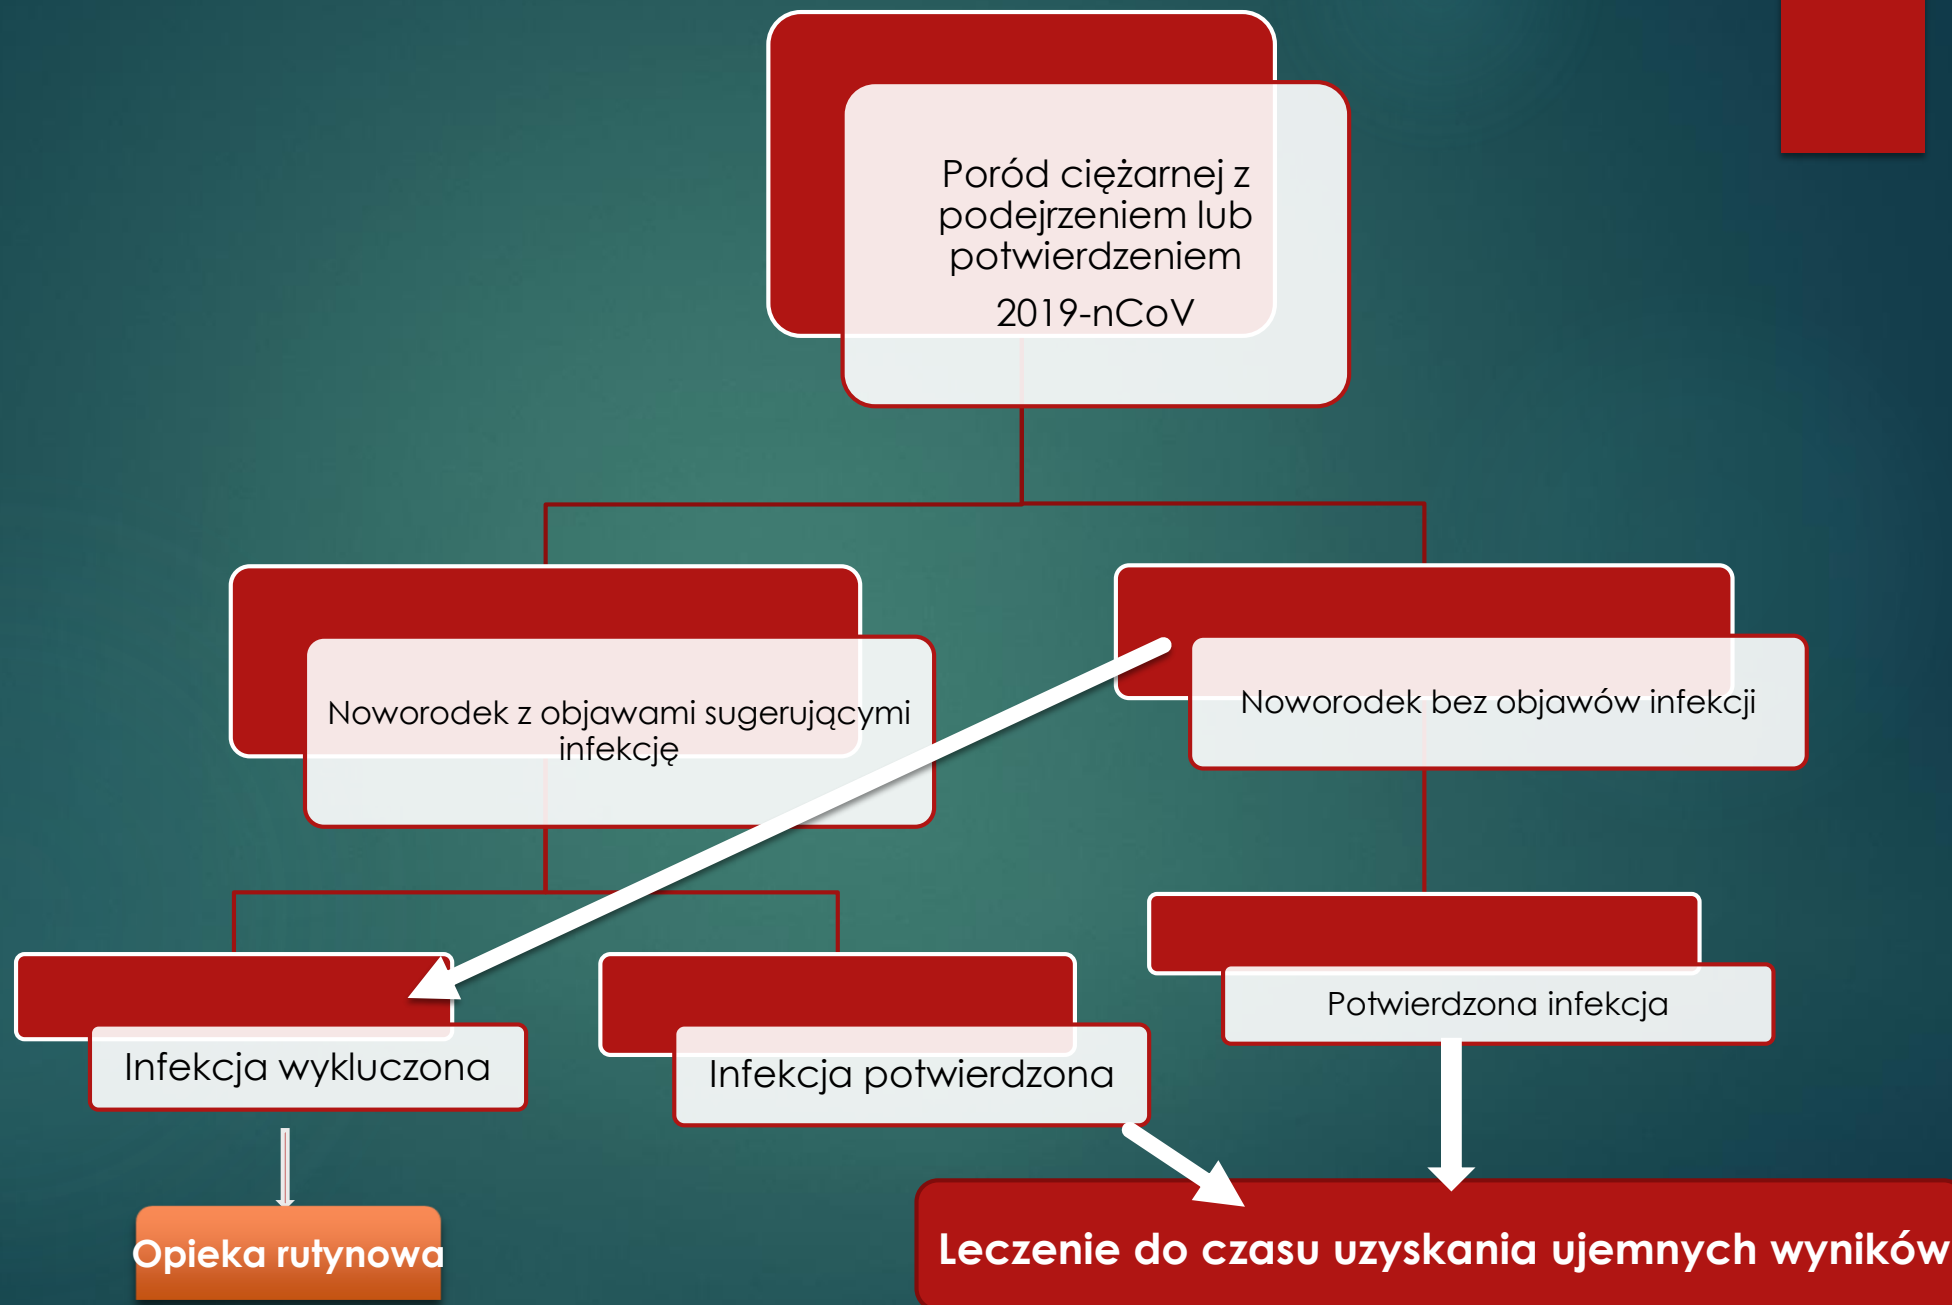 Poród ciężarnej z
podejrzeniem lub
potwierdzeniem
2019-nCoV
Noworodek z objawami sugerującymi
infekcję
Noworodek bez objawów infekcji
Potwierdzona infekcja
Infekcja wykluczona
Infekcja potwierdzona
Opieka rutynowa
Leczenie do czasu uzyskania ujemnych wyników